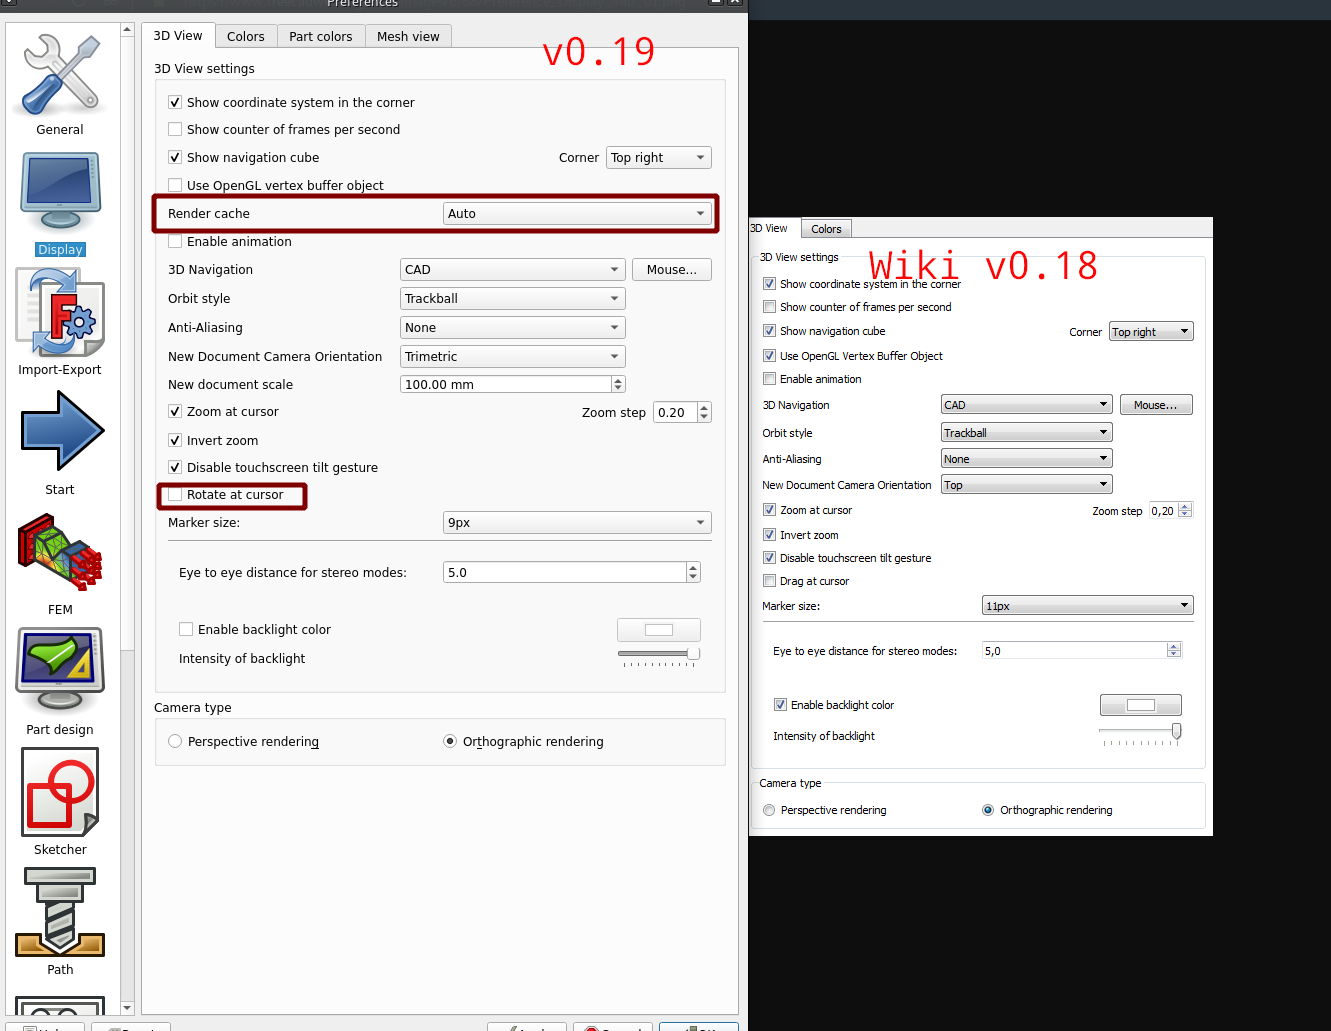 Preferences
General
Display
Import-Export
Start
FEM
Part design
Sketcher
Path
3D View Colors Part colors Mesh view
v0.19
3D View settings
Show coordinate system in the corner
Show counter of frames per second
Show navigation cube Corner Top right
Use OpenGL vertex buffer object
Render cache Auto
Enable animation
3D Navigation CAD Mouse...
Orbit style Trackball
Anti-Aliasing None
New Document Camera Orientation Trimetric
New document scale 100.00 mm
Zoom at cursor Zoom step 0.20
Invert zoom
Disable touchscreen tilt gesture
Rotate at cursor
Marker size: 9px
Eye to eye distance for stereo modes: 5.0
Enable backlight color
Intensity of backlight
Camera type
Perspective rendering Orthographic rendering
3D View Colors
Wiki v0.18
3D View settings
Show coordinate system in the corner
Show counter of frames per second
Show navigation cube Corner Top right
Use OpenGL Vertex Buffer Object
Enable animation
3D Navigation CAD Mouse...
Orbit style Trackball
Anti-Aliasing None
New Document Camera Orientation Top
Zoom at cursor Zoom step 0,20
Invert zoom
Disable touchscreen tilt gesture
Drag at cursor
Marker size: 11px
Eye to eye distance for stereo modes: 5,0
Enable backlight color
Intensity of backlight
Camera type
Perspective rendering Orthographic rendering